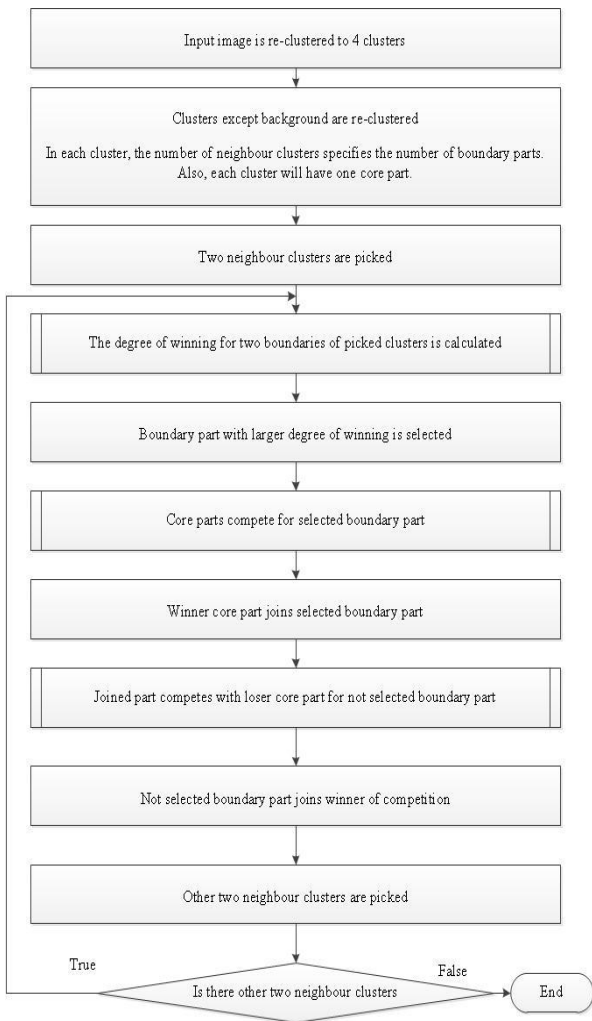 Input image is re-clustered to 4 clusters
Clusters except background are re-clustered
In each cluster, the number of neighbour clusters specifies the number of boundary parts.
Also, each cluster will have one core part.
Two neighbour clusters are picked
The degree of winning for two boundaries of picked clusters is calculated
Boundary part with larger degree of winning is selected
Core parts compete for selected boundary part
Winner core part joins selected boundary part
Joined part competes with loser core part for not selected boundary part
Not selected boundary part joins winner of competition
Other two neighbour clusters are picked
True
False
Is there other two neighbour clusters
End